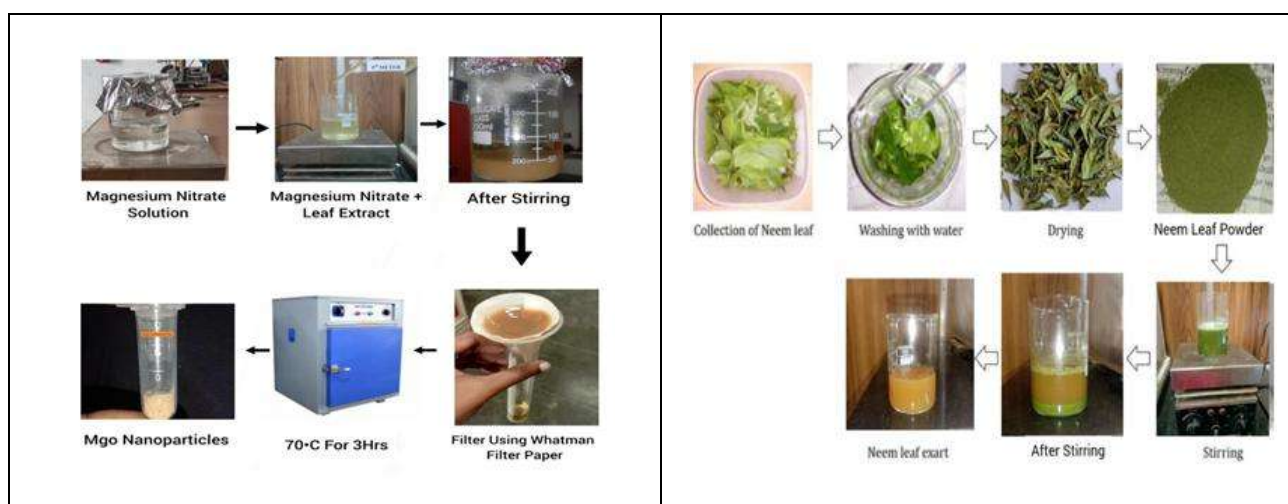 Magnesium Nitrate
Solution
Magnesium Nitrate +
Leaf Extract
After Stirring
Mgo Nanoparticles
70•C For 3Hrs
Filter Using Whatman
Filter Paper
Collection of Neem leaf
Washing with water
Drying
Neem Leaf Powder
Neem leaf exart
After Stirring
Stirring